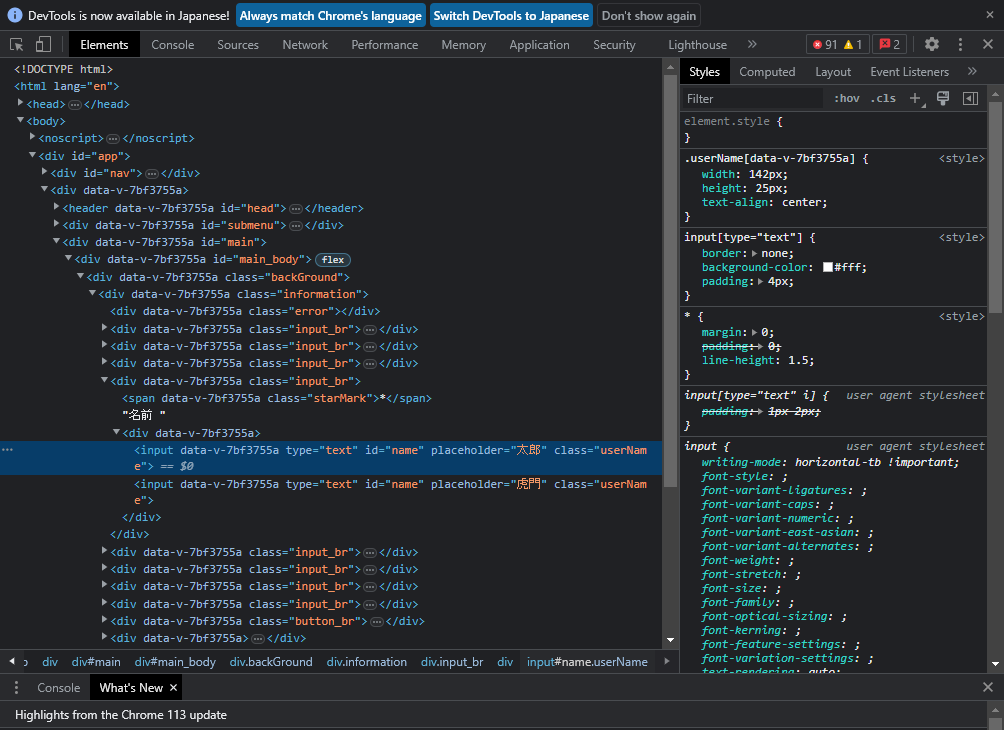 DevTools is now available in Japanese! Always match Chrome's language Switch DevTools to Japanese Don't show again
Elements Console Sources Network Performance Memory Application Security Lighthouse » 91 1 2
<!DOCTYPE html>
<html lang="en">
<head> ⋯ </head>
<body>
<noscript> ⋯ </noscript>
<div id="app">
<div id="nav"> ⋯ </div>
<div data-v-7bf3755a>
<header data-v-7bf3755a id="head"> ⋯ </header>
<div data-v-7bf3755a id="submenu"> ⋯ </div>
<div data-v-7bf3755a id="main">
<div data-v-7bf3755a id="main_body"> flex
<div data-v-7bf3755a class="backGround">
<div data-v-7bf3755a class="information">
<div data-v-7bf3755a class="error"></div>
<div data-v-7bf3755a class="input_br"> ⋯ </div>
<div data-v-7bf3755a class="input_br"> ⋯ </div>
<div data-v-7bf3755a class="input_br"> ⋯ </div>
<div data-v-7bf3755a class="input_br">
<span data-v-7bf3755a class="starMark">*</span>
"名前 "
<div data-v-7bf3755a>
<input data-v-7bf3755a type="text" id="name" placeholder="太郎" class="userNam
e"> == $0
<input data-v-7bf3755a type="text" id="name" placeholder="虎門" class="userNam
e">
</div>
</div>
<div data-v-7bf3755a class="input_br"> ⋯ </div>
<div data-v-7bf3755a class="input_br"> ⋯ </div>
<div data-v-7bf3755a class="input_br"> ⋯ </div>
<div data-v-7bf3755a class="input_br"> ⋯ </div>
<div data-v-7bf3755a class="button_br"> ⋯ </div>
<div data-v-7bf3755a> ⋯ </div>
div div#main div#main_body div.backGround div.information div.input_br div input#name.userName
Styles Computed Layout Event Listeners »
Filter :hov .cls +
element.style {
}
.userName[data-v-7bf3755a] { <style>
width: 142px;
height: 25px;
text-align: center;
}
input[type="text"] { <style>
border: none;
background-color: #fff;
padding: 4px;
}
* { <style>
margin: 0;
padding: 0;
line-height: 1.5;
}
input[type="text" i] { user agent stylesheet
padding: 1px 2px;
}
input { user agent stylesheet
writing-mode: horizontal-tb !important;
font-style: ;
font-variant-ligatures: ;
font-variant-caps: ;
font-variant-numeric: ;
font-variant-east-asian: ;
font-variant-alternates: ;
font-weight: ;
font-stretch: ;
font-size: ;
font-family: ;
font-optical-sizing: ;
font-kerning: ;
font-feature-settings: ;
font-variation-settings: ;
text-rendering: auto;
Console What's New
Highlights from the Chrome 113 update